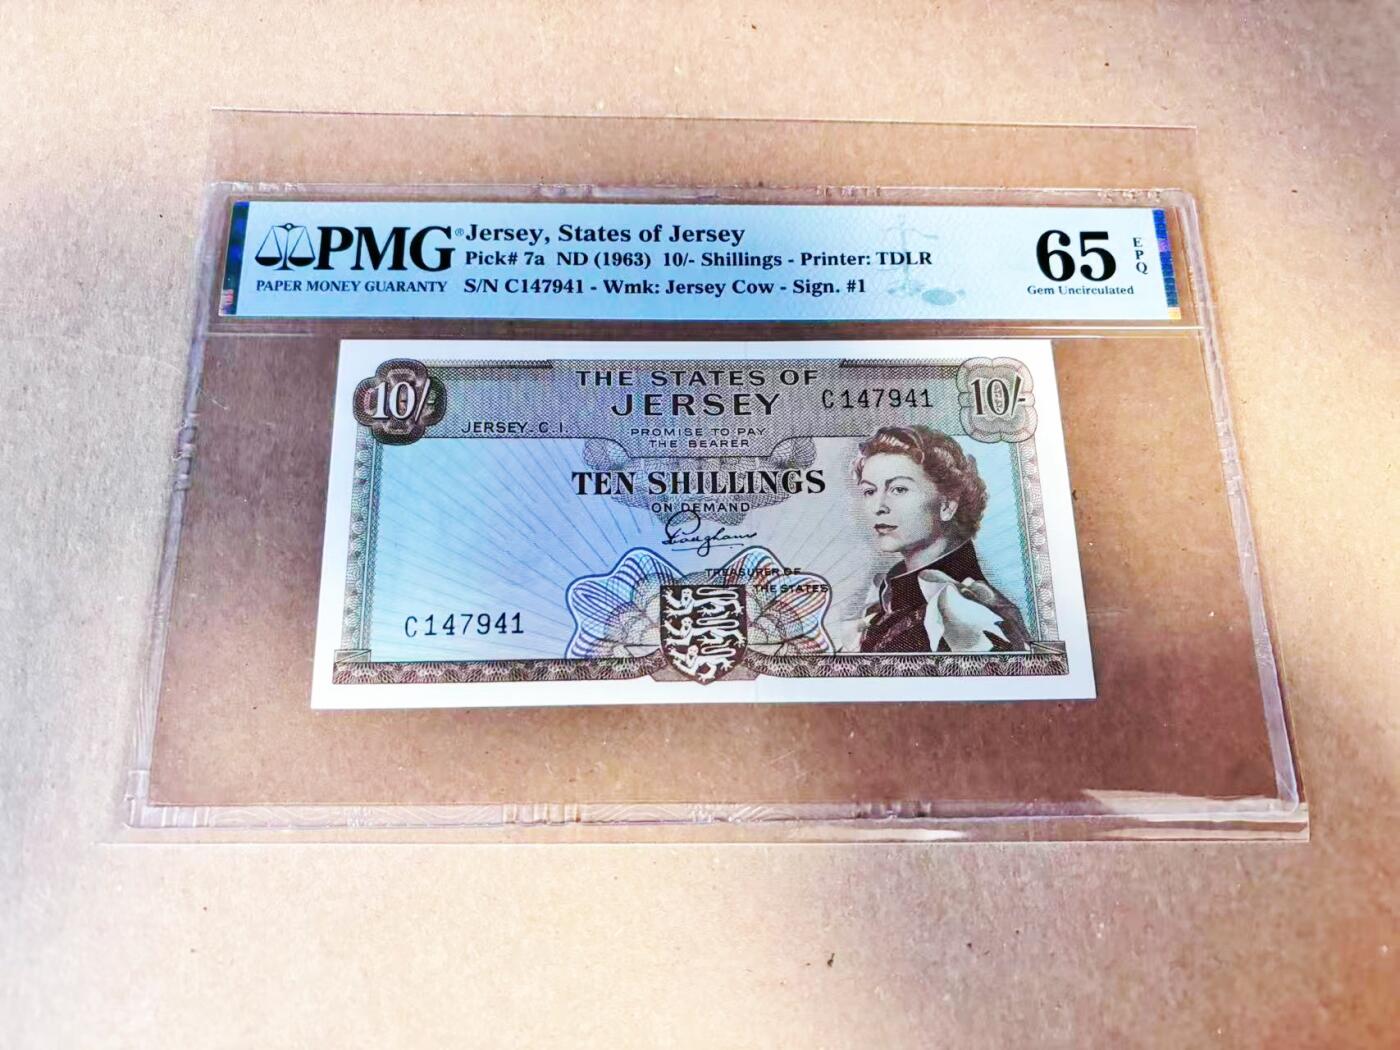 PMG®
PAPER MONEY GUARANTY
Jersey, States of Jersey
Pick# 7a ND (1963) 10/- Shillings - Printer: TDLR
S/N C147941 - Wmk: Jersey Cow - Sign. #1
65
EPQ
Gem Uncirculated
10/-
THE STATES OF
JERSEY
C147941
10/-
JERSEY. C.I.
PROMISE TO PAY
THE BEARER
TEN SHILLINGS
ON DEMAND
TREASURER OF
THE STATES
C147941